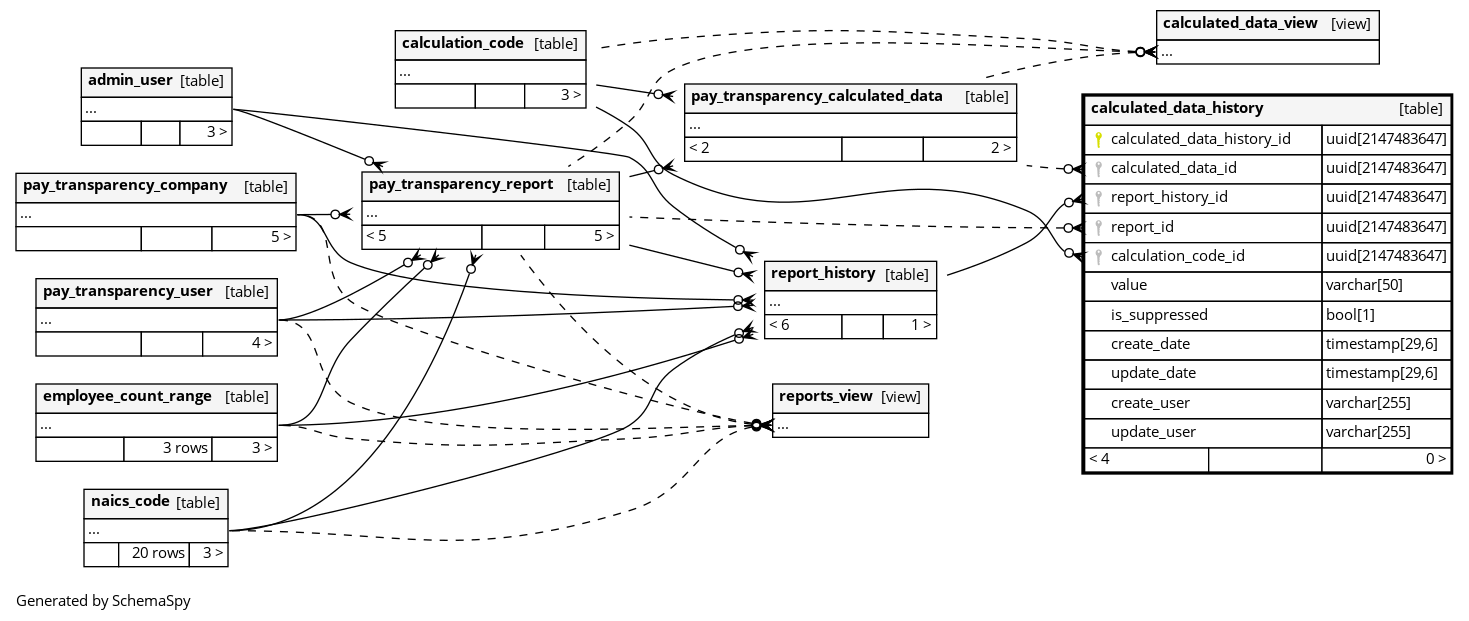 calculated_data_view [view]
...
calculation_code [table]
...
3 >
admin_user [table]
...
3 >
pay_transparency_calculated_data [table]
...
< 2 2 >
calculated_data_history [table]
calculated_data_history_id uuid[2147483647]
calculated_data_id uuid[2147483647]
report_history_id uuid[2147483647]
report_id uuid[2147483647]
calculation_code_id uuid[2147483647]
value varchar[50]
is_suppressed bool[1]
create_date timestamp[29,6]
update_date timestamp[29,6]
create_user varchar[255]
update_user varchar[255]
< 4 0 >
pay_transparency_company [table]
...
5 >
pay_transparency_report [table]
...
< 5 5 >
report_history [table]
...
< 6 1 >
pay_transparency_user [table]
...
4 >
employee_count_range [table]
...
3 rows 3 >
reports_view [view]
...
naics_code [table]
...
20 rows 3 >
Generated by SchemaSpy